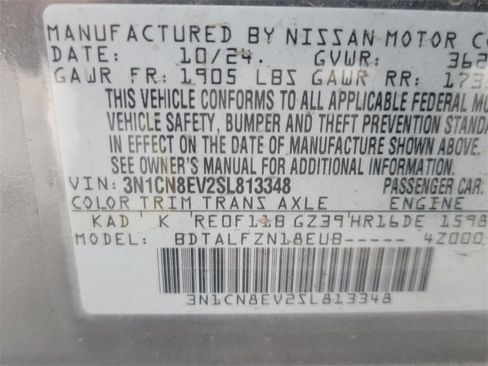 MANUFACTURED BY NISSAN MOTOR CO
DATE: 10/24. GVWR: 362
GAWR FR: 1905 LBS GAWR RR: 173
THIS VEHICLE CONFORMS TO ALL APPLICABLE FEDERAL MO
VEHICLE SAFETY, BUMPER AND THEFT PREVENTION STANDA
IN EFFECT ON THE DATE OF MANUFACTURE SHOWN ABOVE.
SEE OWNER'S MANUAL FOR ADDITIONAL INFORMATION.
VIN: 3N1CN8EV2SL813348 PASSENGER CAR.
COLOR TRIM TRANS AXLE ENGINE
KAD K RE0F11B GZ39 HR16DE 1598
BDTALFZN18EUB----- 4Z000
3N1CN8EV2SL813348